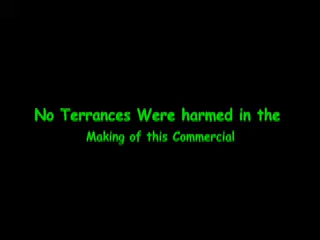 No Terrances Were harmed in the
Making of this Commercial